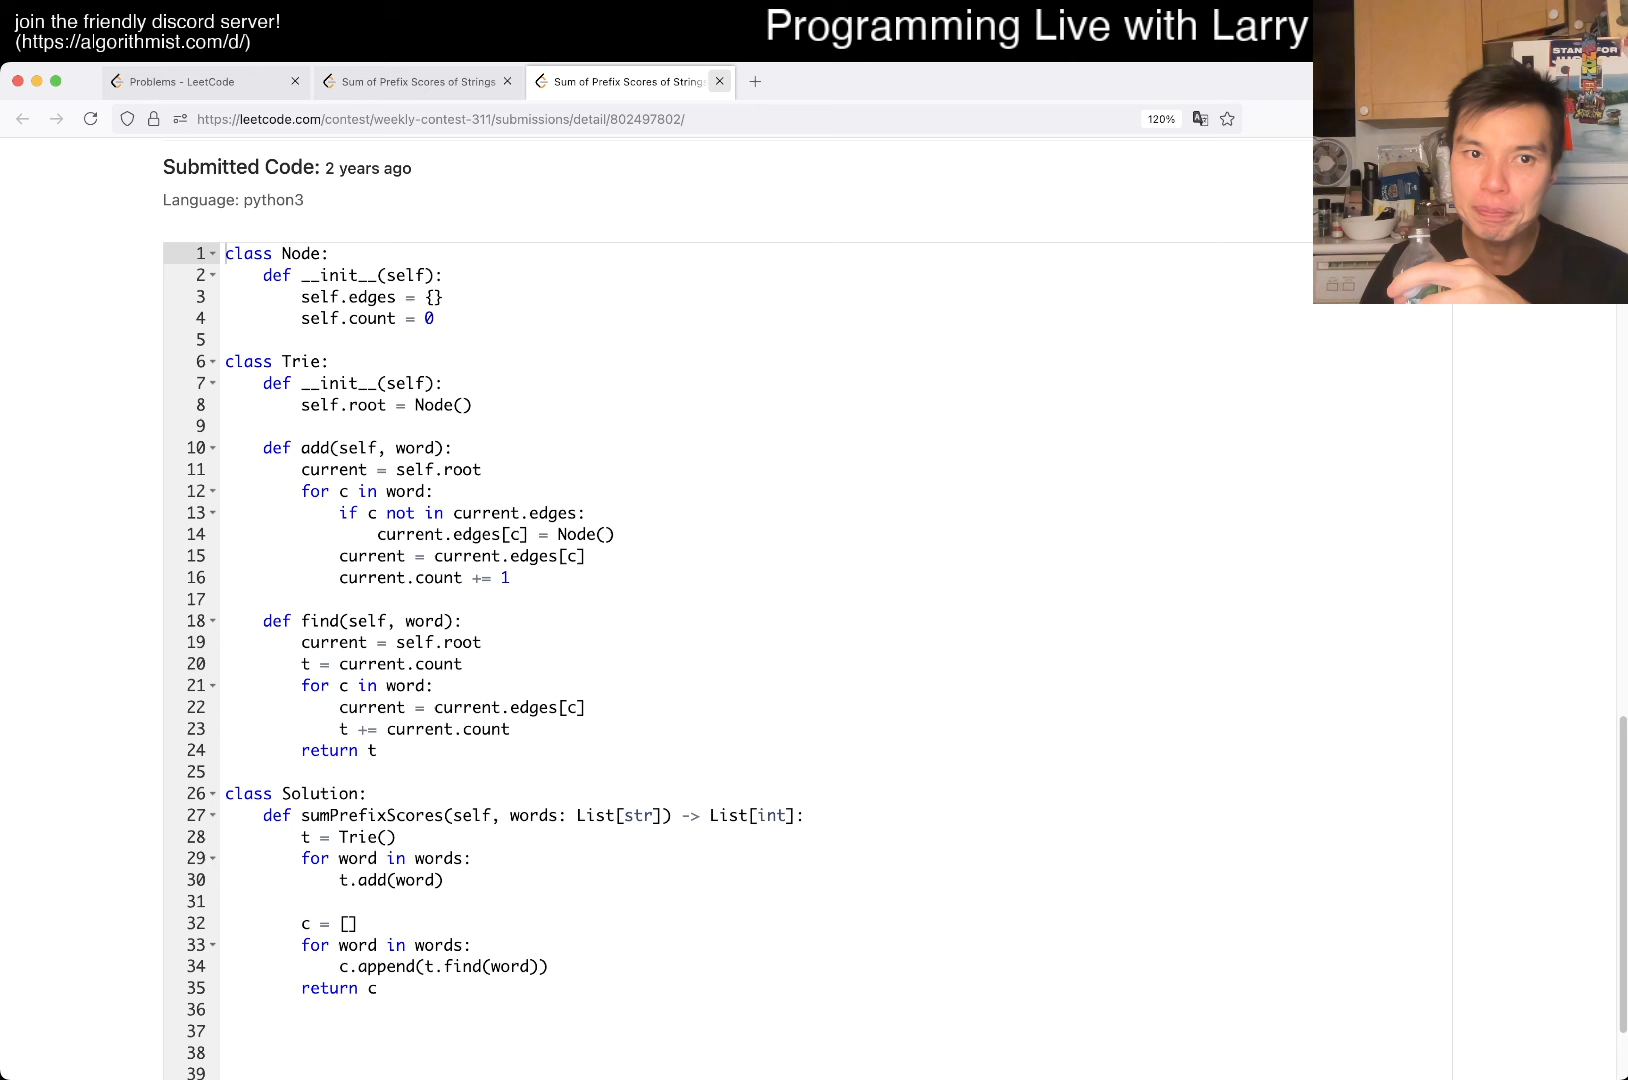 join the friendly discord server!
(https://algorithmist.com/d/)
Programming Live with Larry
Problems - LeetCode
Sum of Prefix Scores of Strings
Sum of Prefix Scores of String
https://leetcode.com/contest/weekly-contest-311/submissions/detail/802497802/
120%
Submitted Code: 2 years ago
Language: python3
1 class Node:
2     def __init__(self):
3         self.edges = {}
4         self.count = 0
5
6 class Trie:
7     def __init__(self):
8         self.root = Node()
9
10     def add(self, word):
11         current = self.root
12         for c in word:
13             if c not in current.edges:
14                 current.edges[c] = Node()
15             current = current.edges[c]
16             current.count += 1
17
18     def find(self, word):
19         current = self.root
20         t = current.count
21         for c in word:
22             current = current.edges[c]
23             t += current.count
24         return t
25
26 class Solution:
27     def sumPrefixScores(self, words: List[str]) -> List[int]:
28         t = Trie()
29         for word in words:
30             t.add(word)
31
32         c = []
33         for word in words:
34             c.append(t.find(word))
35         return c
36
37
38
39